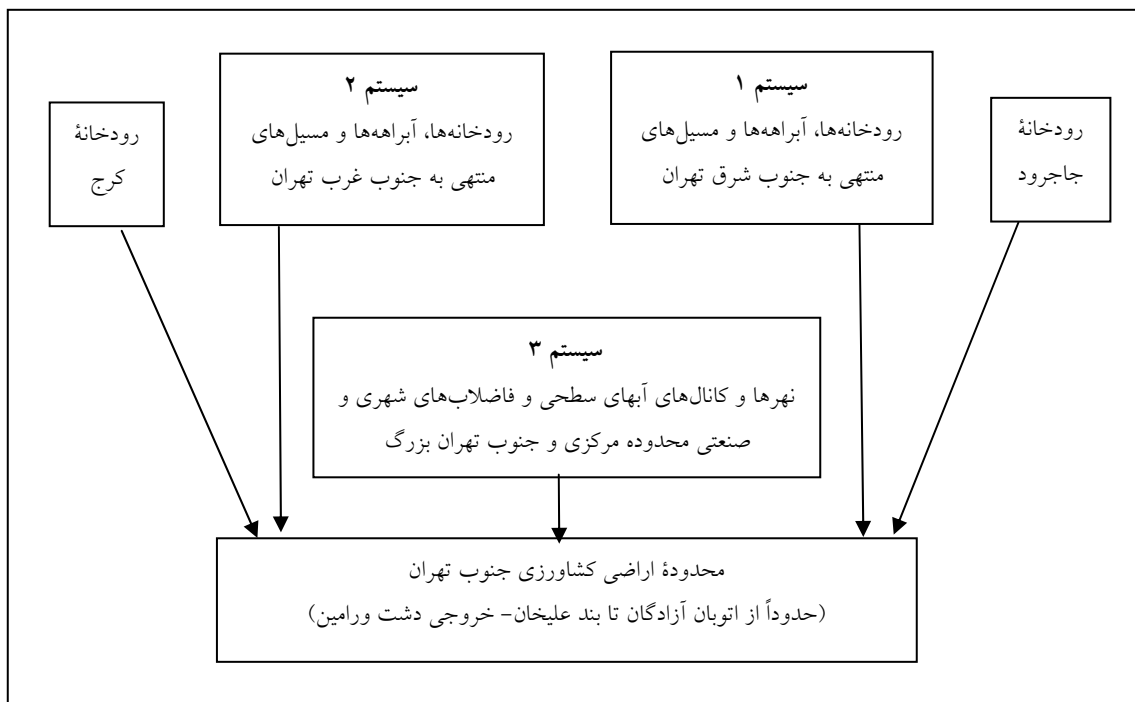 رودخانۀ
جاجرود
سیستم ۱
رودخانه‌ها، آبراهه‌ها و مسیل‌های
منتهی به جنوب شرق تهران
سیستم ۲
رودخانه‌ها، آبراهه‌ها و مسیل‌های
منتهی به جنوب غرب تهران
رودخانۀ
کرج
سیستم ۳
نهرها و کانال‌های آبهای سطحی و فاضلاب‌های شهری و
صنعتی محدوده مرکزی و جنوب تهران بزرگ
محدودۀ اراضی کشاورزی جنوب تهران
(حدوداً از اتوبان آزادگان تا بند علیخان- خروجی دشت ورامین)